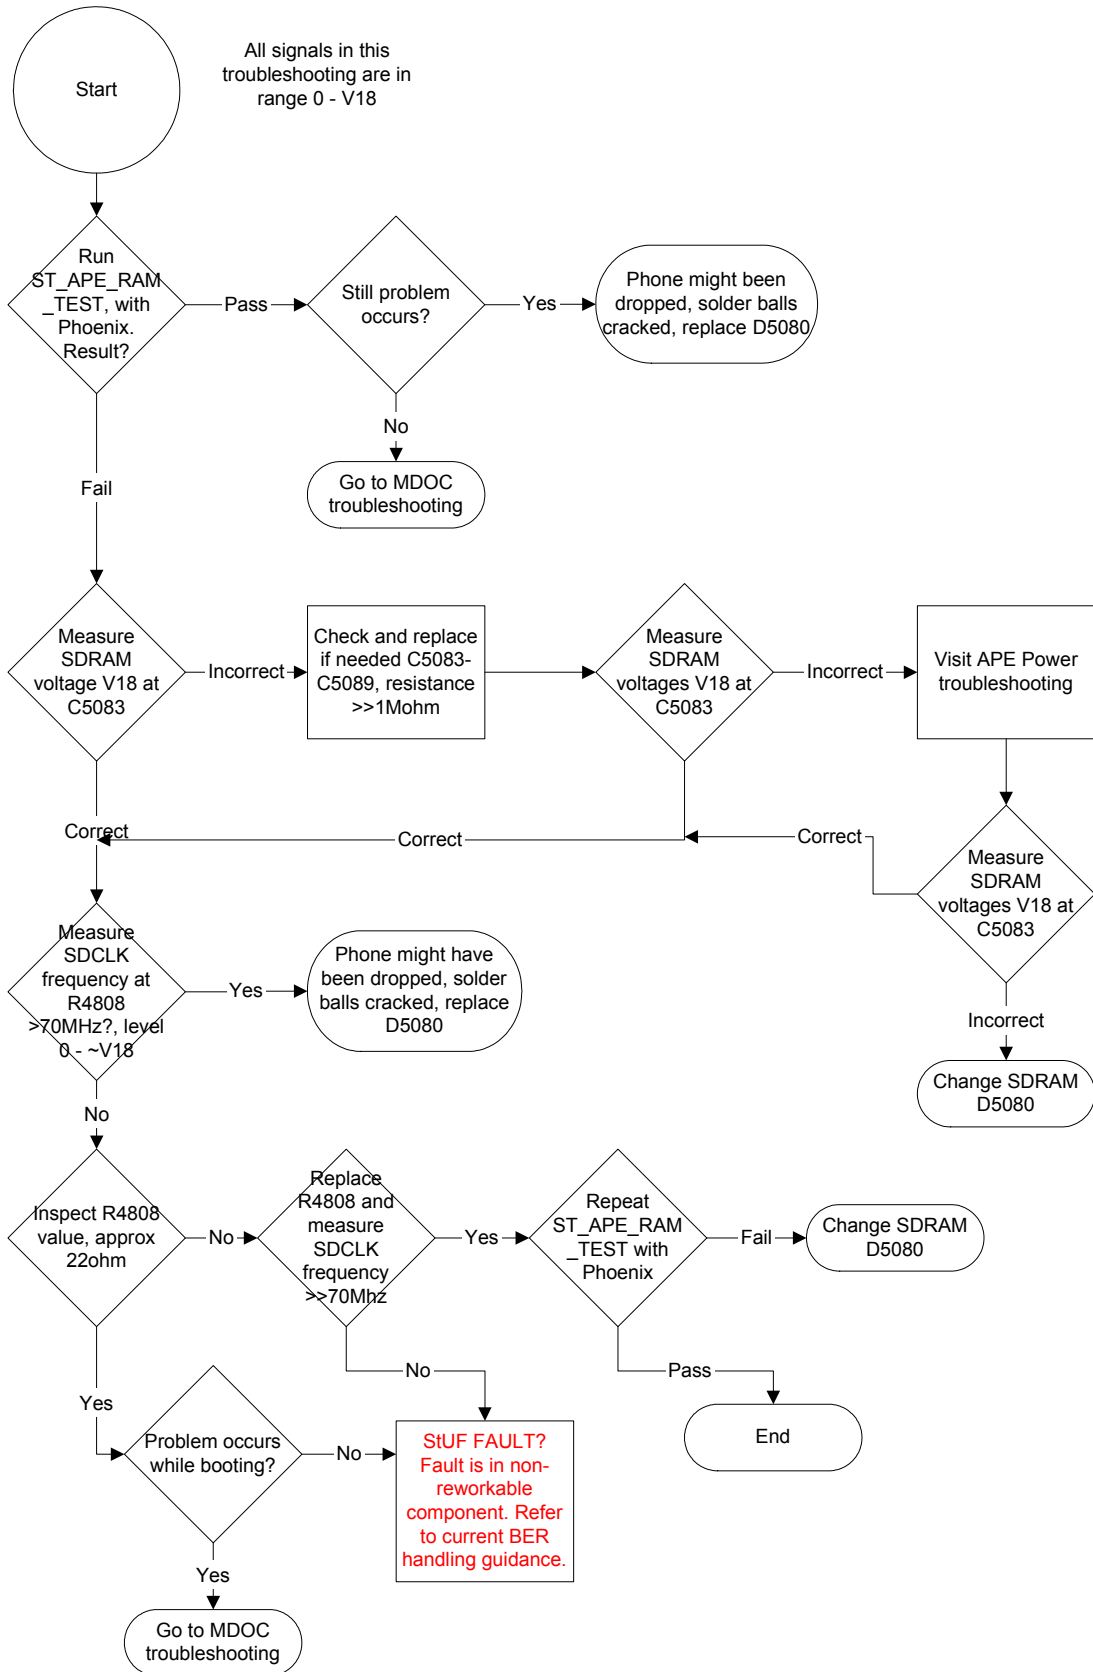 Start
All signals in this
troubleshooting are in
range 0 - V18
Run
ST_APE_RAM
_TEST, with
Phoenix.
Result?
Pass
Still problem
occurs?
Yes
Phone might been
dropped, solder balls
cracked, replace D5080
No
Go to MDOC
troubleshooting
Fail
Measure
SDRAM
voltage V18 at
C5083
Incorrect
Check and replace
if needed C5083-
C5089, resistance
>>1Mohm
Measure
SDRAM
voltages V18 at
C5083
Incorrect
Visit APE Power
troubleshooting
Correct
Correct
Correct
Measure
SDRAM
voltages V18 at
C5083
Incorrect
Change SDRAM
D5080
Measure
SDCLK
frequency at
R4808
>70MHz?, level
0 - ~V18
Yes
Phone might have
been dropped, solder
balls cracked, replace
D5080
No
Inspect R4808
value, approx
22ohm
No
Replace
R4808 and
measure
SDCLK
frequency
>>70Mhz
Yes
Repeat
ST_APE_RAM
_TEST with
Phoenix
Fail
Change SDRAM
D5080
Pass
End
No
Yes
Problem occurs
while booting?
No
StUF FAULT?
Fault is in non-
reworkable
component. Refer
to current BER
handling guidance.
Yes
Go to MDOC
troubleshooting